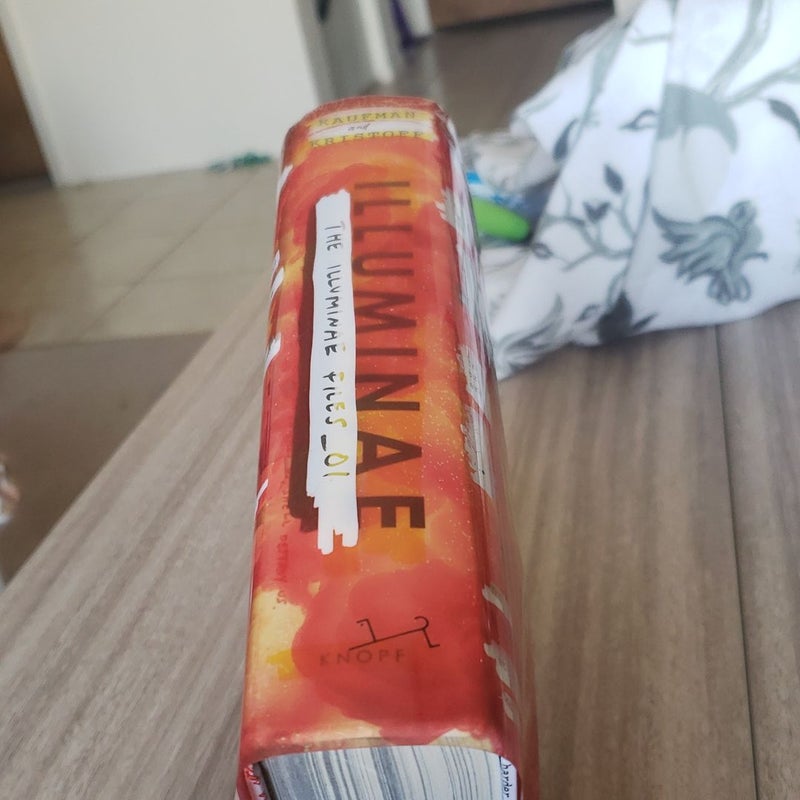 KAUFMAN
and
KRISTOFF
ILLUMINAE
THE ILLUMINAE FILES_01
KNOPF